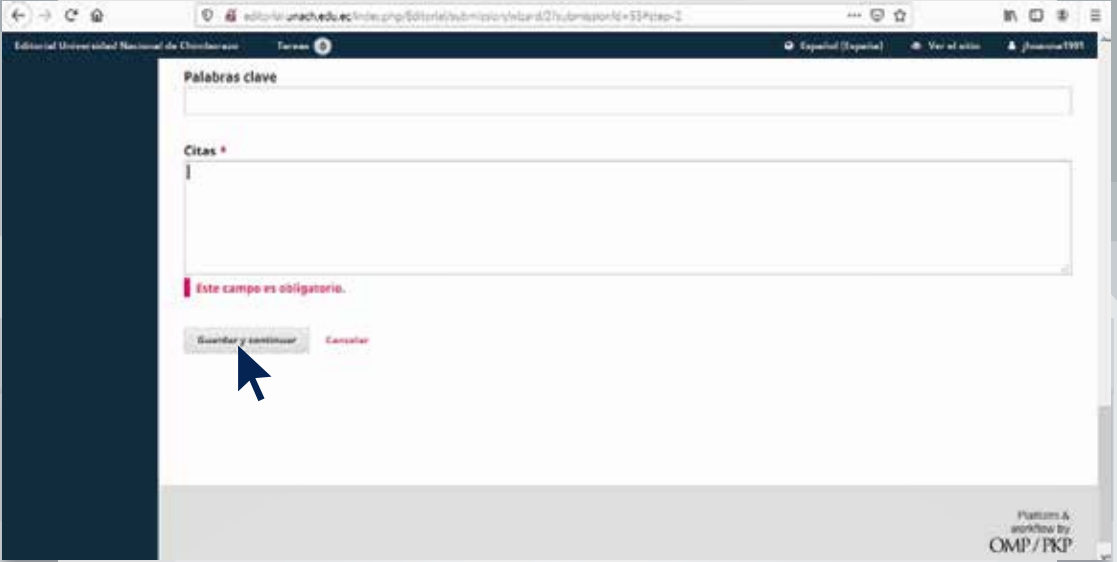 editorial.unach.edu.ec/index.php/Editorial/submission/wizard/2?submissionId=55#step-2
Editorial Universidad Nacional de Chimborazo
Tareas 0
Español (España)
Ver el sitio
Palabras clave
Citas *
Este campo es obligatorio.
Guardar y continuar
Cancelar
Platform &
workflow by
OMP / PKP